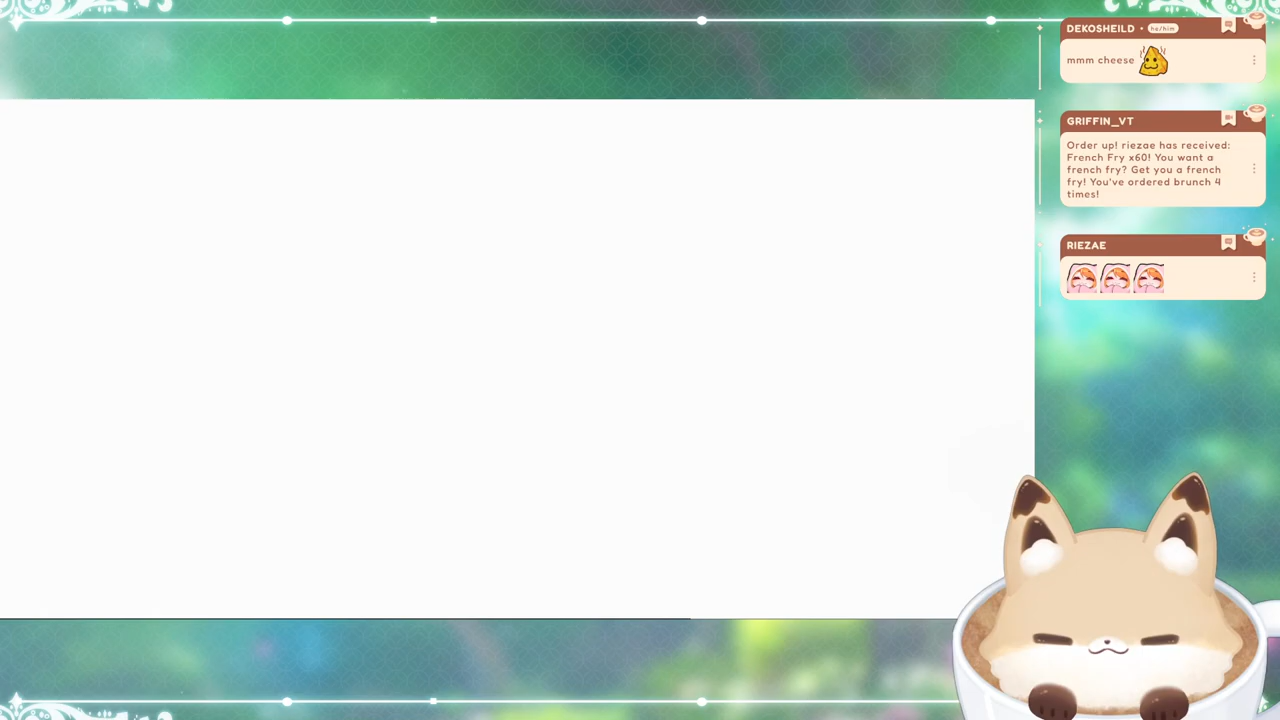 DEKOSHEILD • he/him
mmm cheese
GRIFFIN_VT
Order up! riezae has received:
French Fry x60! You want a
french fry? Get you a french
fry! You've ordered brunch 4
times!
RIEZAE